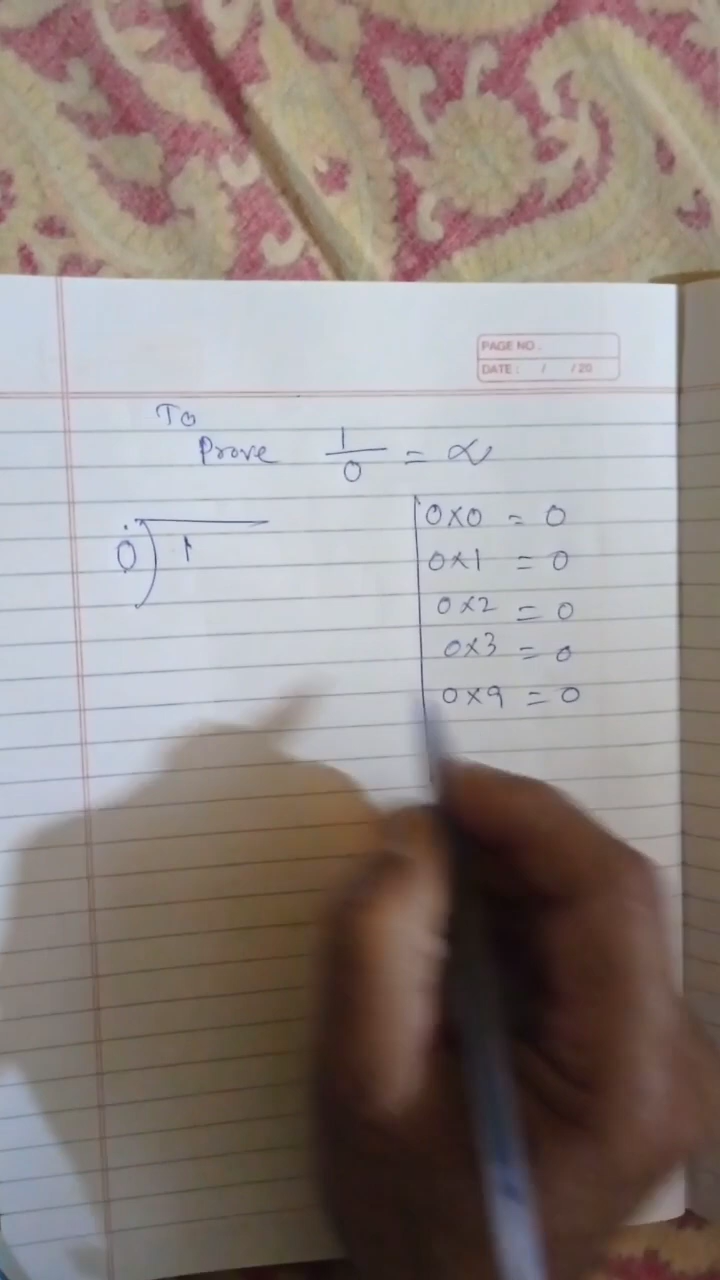 PAGE NO.
DATE: / / 20
To
Prove 1/0 = ∝
0) 1
0×0 = 0
0×1 = 0
0×2 = 0
0×3 = 0
0×9 = 0